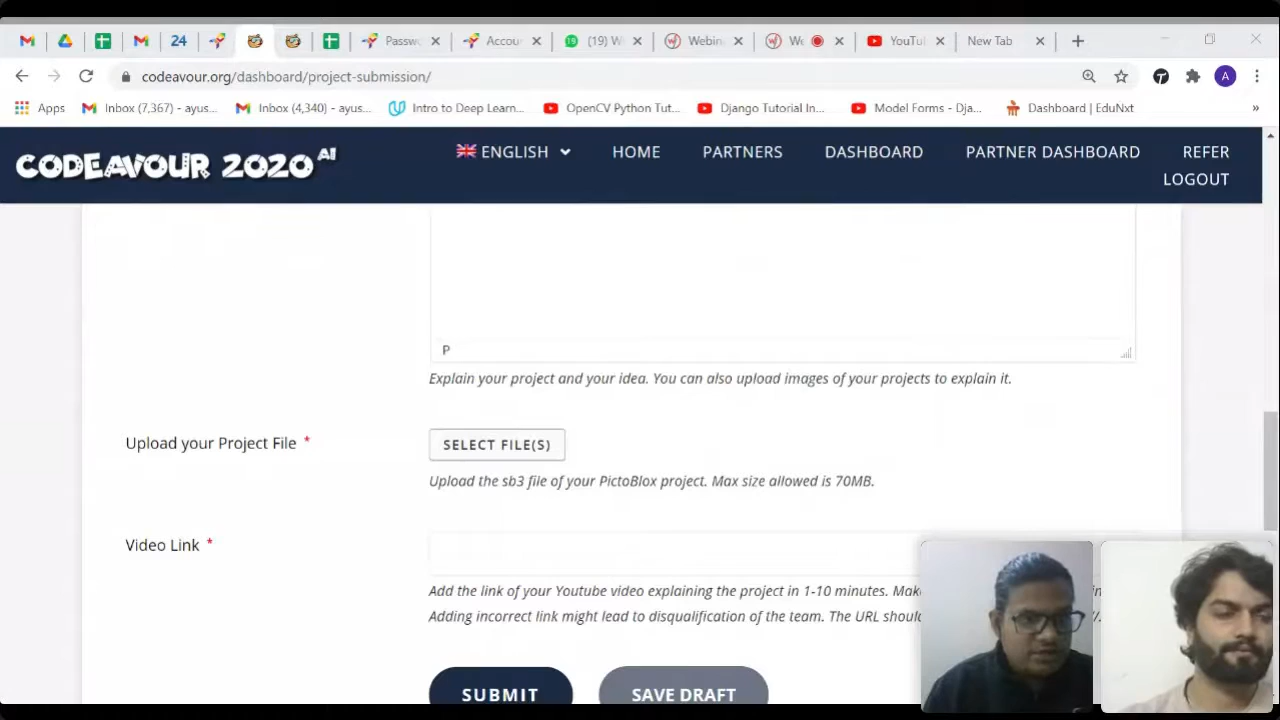 24
Passw
Accou
(19) W
Webin
We
YouTu
New Tab
codeavour.org/dashboard/project-submission/
A
Apps
Inbox (7,367) - ayus...
Inbox (4,340) - ayus...
Intro to Deep Learn...
OpenCV Python Tut...
Django Tutorial In...
Model Forms - Dja...
Dashboard | EduNxt
»
CODEAVOUR 2020 AI
ENGLISH
HOME
PARTNERS
DASHBOARD
PARTNER DASHBOARD
REFER
LOGOUT
P
Explain your project and your idea. You can also upload images of your projects to explain it.
Upload your Project File *
SELECT FILE(S)
Upload the sb3 file of your PictoBlox project. Max size allowed is 70MB.
Video Link *
Add the link of your Youtube video explaining the project in 1-10 minutes.
Adding incorrect link might lead to disqualification of the team. The URL
SUBMIT
SAVE DRAFT